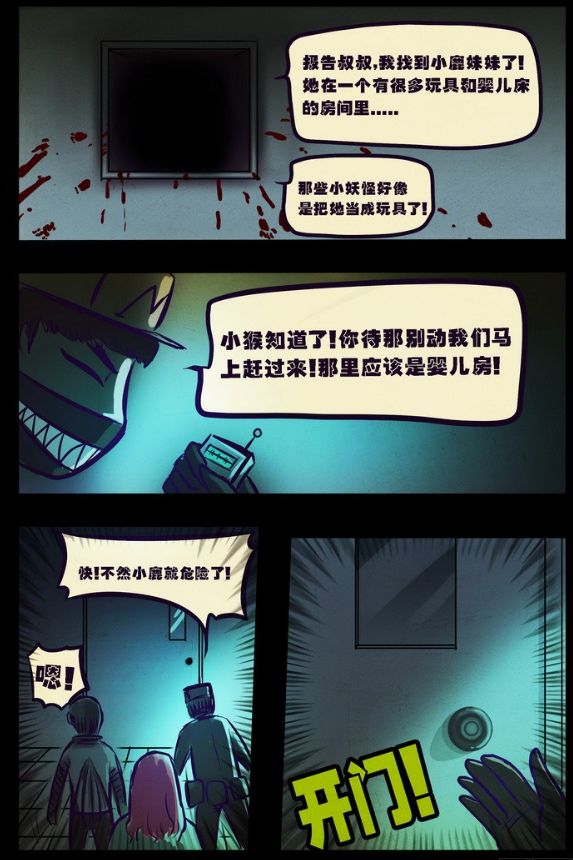 报告叔叔,我找到小鹿妹妹了!
她在一个有很多玩具和婴儿床
的房间里.....
那些小妖怪好像
是把她当成玩具了!
小猴知道了!你待那别动我们马
上赶过来!那里应该是婴儿房!
快!不然小鹿就危险了!
嗯!
开门!